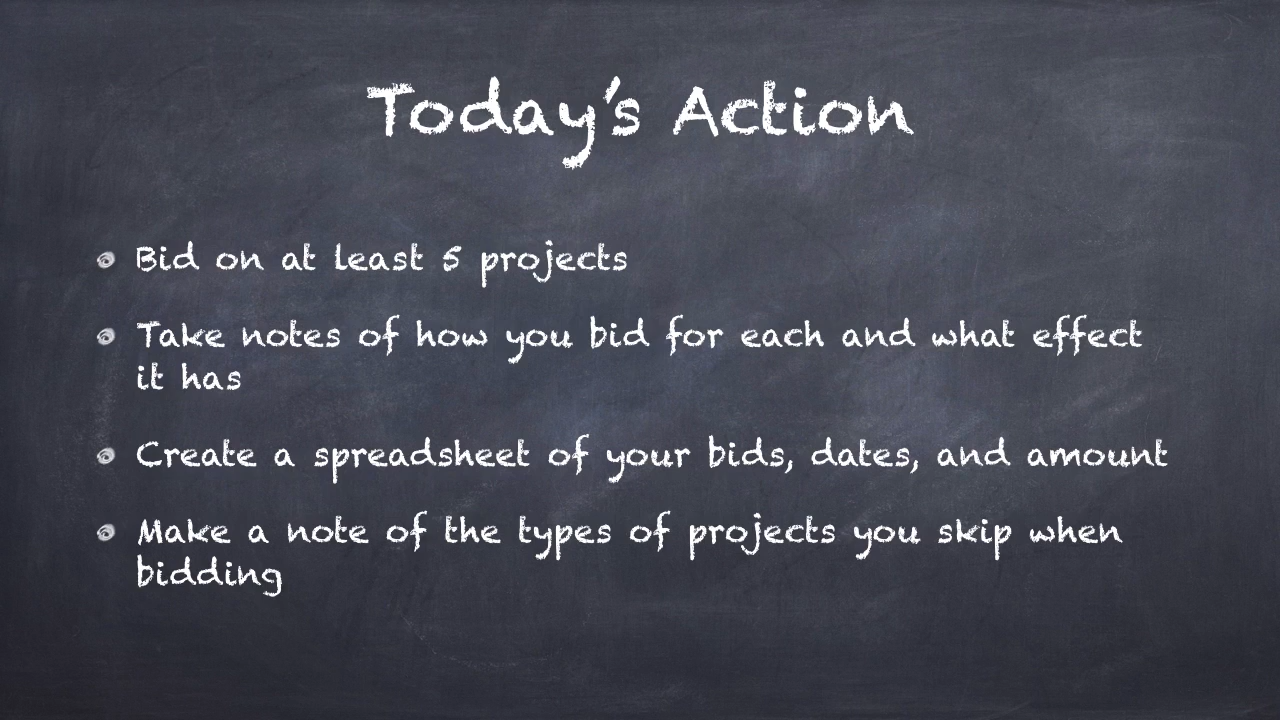 Today's Action
Bid on at least 5 projects
Take notes of how you bid for each and what effect
it has
Create a spreadsheet of your bids, dates, and amount
Make a note of the types of projects you skip when
bidding